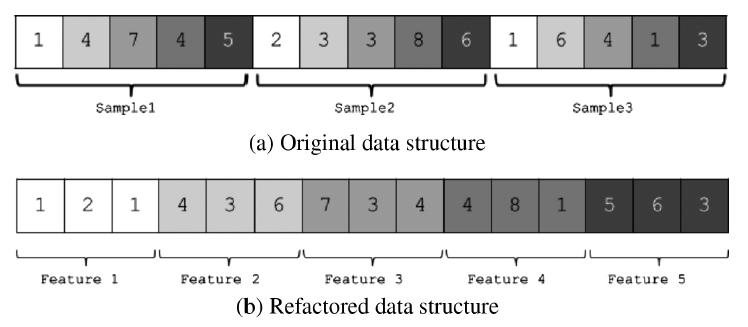 1 4 7 4 5 2 3 3 8 6 1 6 4 1 3
Sample1 Sample2 Sample3
(a) Original data structure
1 2 1 4 3 6 7 3 4 4 8 1 5 6 3
Feature 1 Feature 2 Feature 3 Feature 4 Feature 5
(b) Refactored data structure